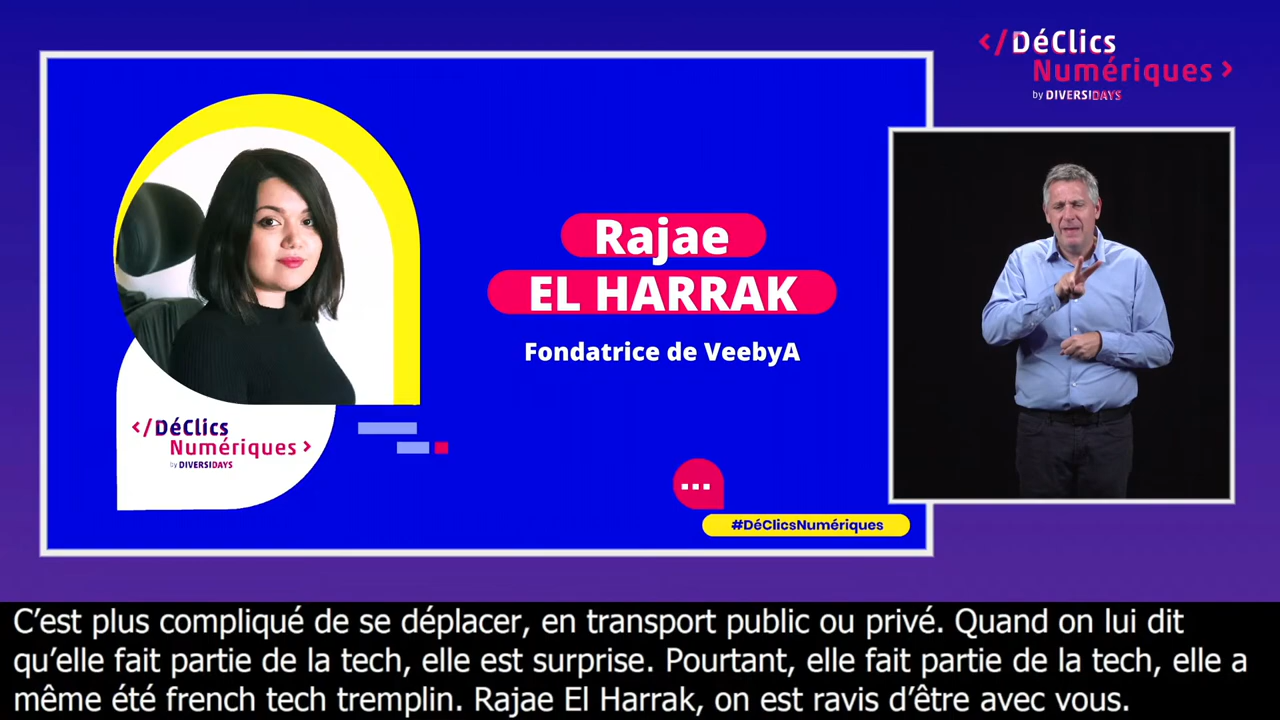 </DéClics
Numériques>
by DIVERSIDAYS
Rajae
EL HARRAK
Fondatrice de VeebyA
</DéClics
Numériques>
by DIVERSIDAYS
#DéClicsNumériques
C’est plus compliqué de se déplacer, en transport public ou privé. Quand on lui dit
qu’elle fait partie de la tech, elle est surprise. Pourtant, elle fait partie de la tech, elle a
même été french tech tremplin. Rajae El Harrak, on est ravis d’être avec vous.